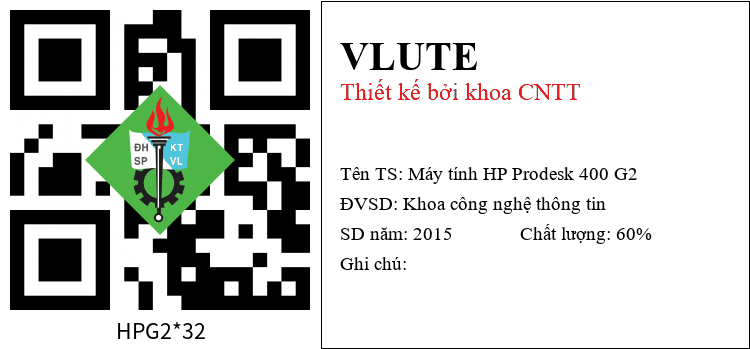 ĐH KT
SP VL
HPG2*32
VLUTE
Thiết kế bởi khoa CNTT
Tên TS: Máy tính HP Prodesk 400 G2
ĐVSD: Khoa công nghệ thông tin
SD năm: 2015 Chất lượng: 60%
Ghi chú: